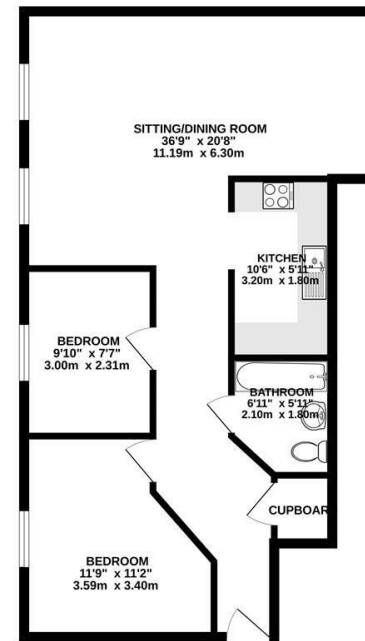 SITTING/DINING ROOM
36'9" x 20'8"
11.19m x 6.30m
KITCHEN
10'6" x 5'11"
3.20m x 1.80m
BEDROOM
9'10" x 7'7"
3.00m x 2.31m
BATHROOM
6'11" x 5'11"
2.10m x 1.80m
CUPBOAR
BEDROOM
11'9" x 11'2"
3.59m x 3.40m